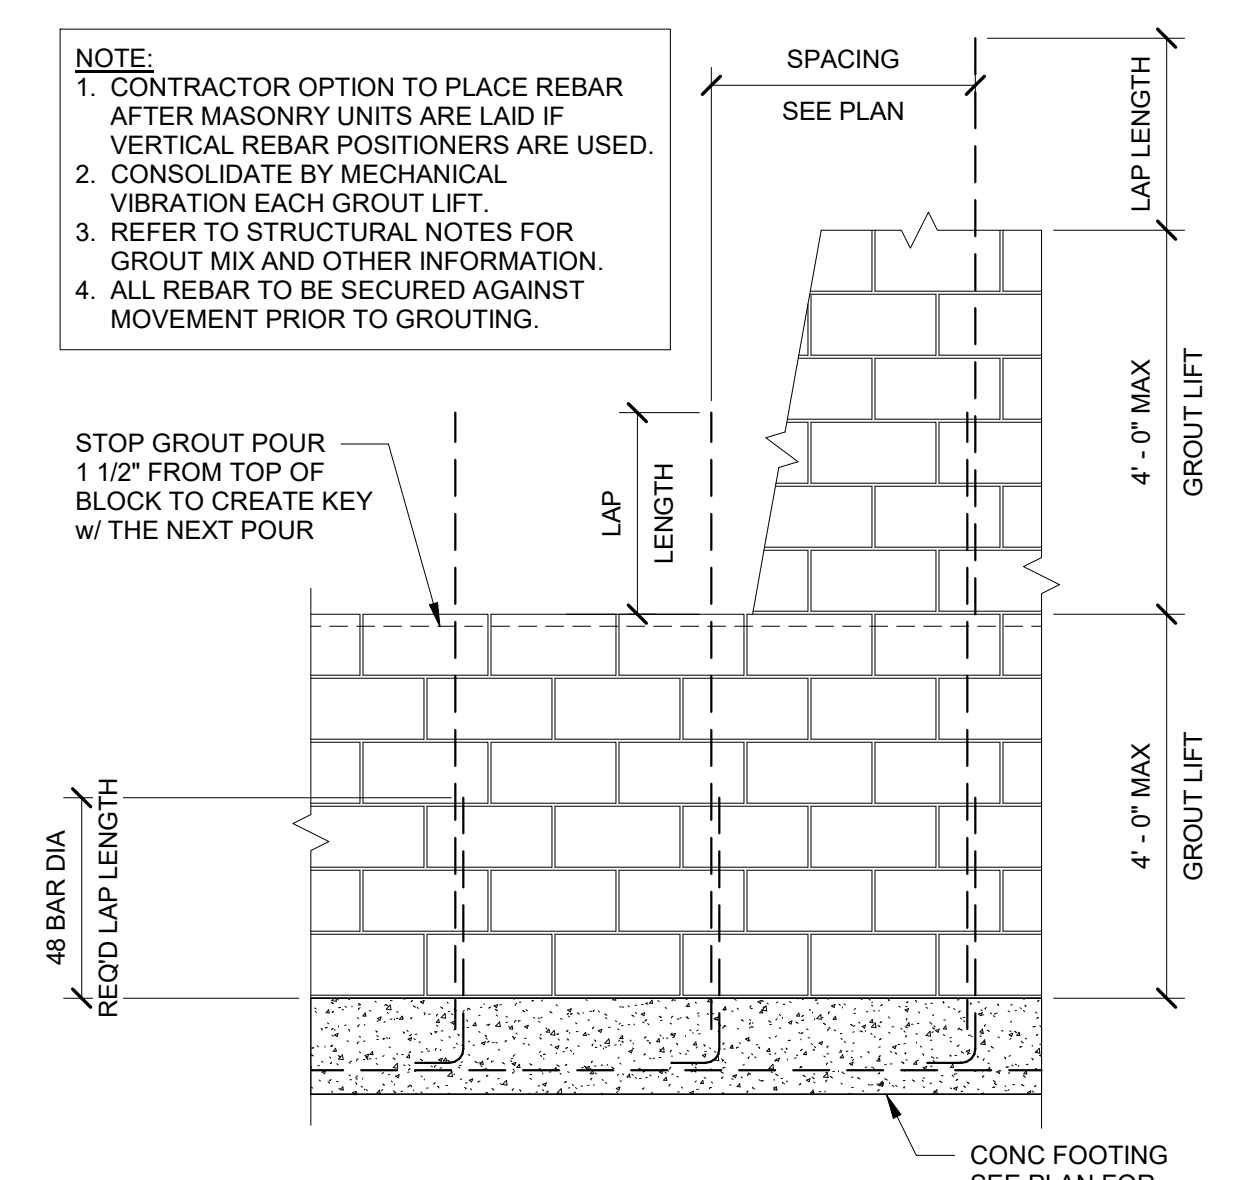 NOTE:
1. CONTRACTOR OPTION TO PLACE REBAR
AFTER MASONRY UNITS ARE LAID IF
VERTICAL REBAR POSITIONERS ARE USED.
2. CONSOLIDATE BY MECHANICAL
VIBRATION EACH GROUT LIFT.
3. REFER TO STRUCTURAL NOTES FOR
GROUT MIX AND OTHER INFORMATION.
4. ALL REBAR TO BE SECURED AGAINST
MOVEMENT PRIOR TO GROUTING.
SPACING
SEE PLAN
LAP LENGTH
4' - 0" MAX
GROUT LIFT
STOP GROUT POUR
1 1/2" FROM TOP OF
BLOCK TO CREATE KEY
w/ THE NEXT POUR
LAP
LENGTH
4' - 0" MAX
GROUT LIFT
48 BAR DIA
REQ'D LAP LENGTH
CONC FOOTING
SEE PLAN FOR